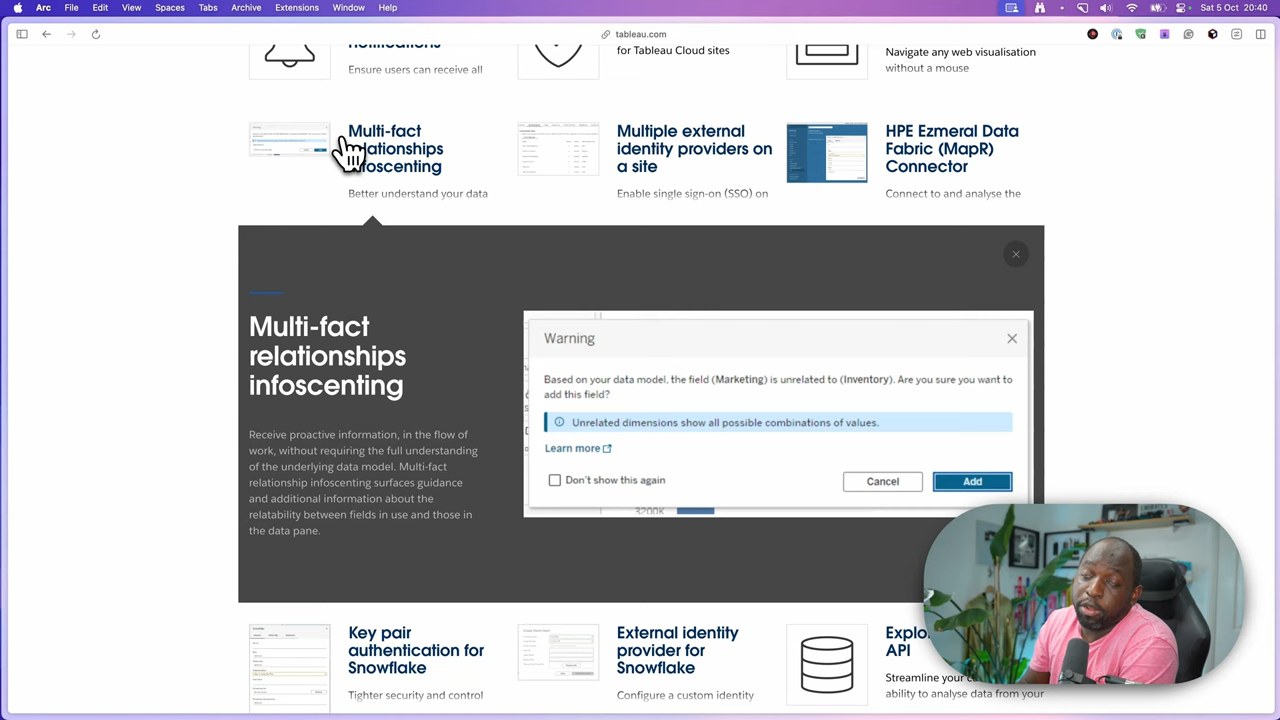 Arc File Edit View Spaces Tabs Archive Extensions Window Help Sat 5 Oct 20:40
tableau.com
notifications
Ensure users can receive all
for Tableau Cloud sites
Navigate any web visualisation
without a mouse
Multi-fact
relationships
infoscenting
Better understand your data
Multiple external
identity providers on
a site
Enable single sign-on (SSO) on
HPE Ezmeral Data
Fabric (MapR)
Connector
Connect to and analyse the
Multi-fact
relationships
infoscenting
Receive proactive information, in the flow of
work, without requiring the full understanding
of the underlying data model. Multi-fact
relationship infoscenting surfaces guidance
and additional information about the
relatability between fields in use and those in
the data pane.
Warning
Based on your data model, the field (Marketing) is unrelated to (Inventory). Are you sure you want to
add this field?
Unrelated dimensions show all possible combinations of values.
Learn more
Don't show this again
Cancel
Add
3200K
Key pair
authentication for
Snowflake
Tighter security and control
External identity
provider for
Snowflake
Configure a custom identity
API
Streamline
ability to analyse data from your